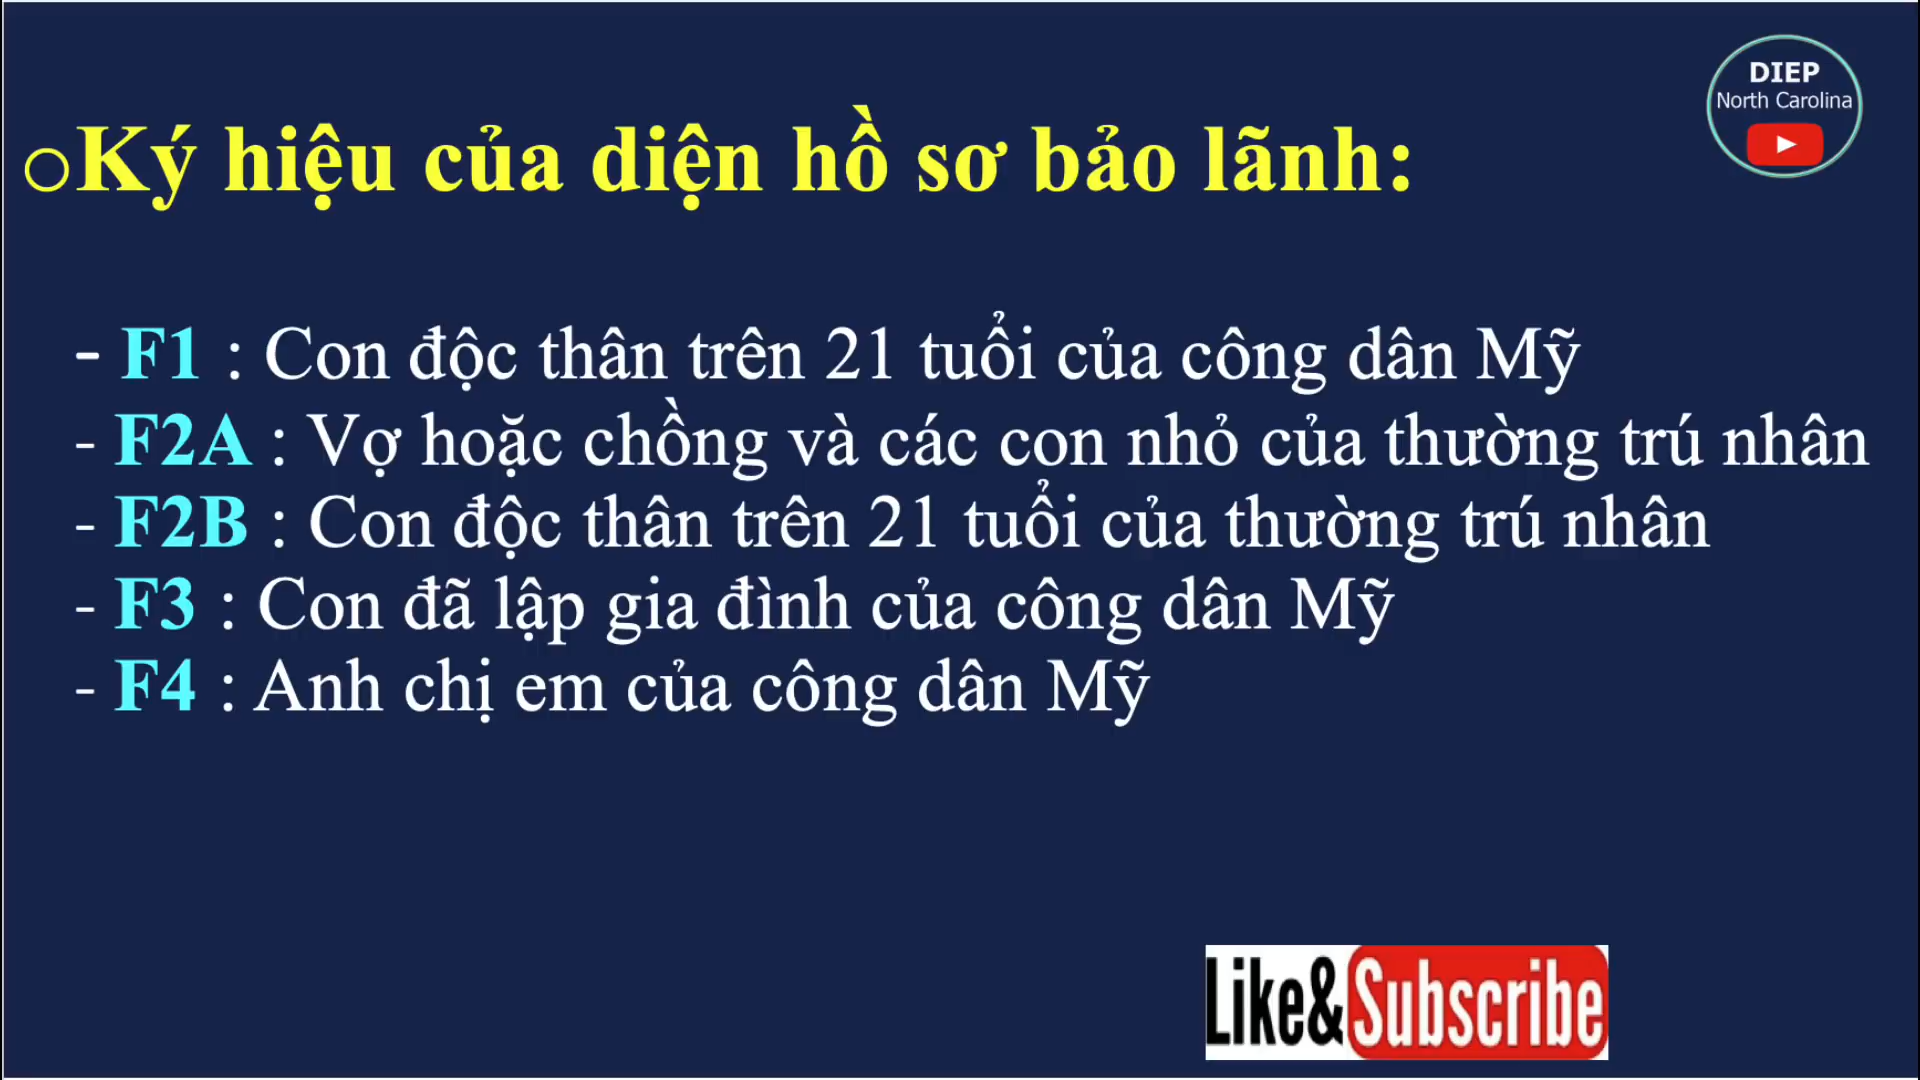 DIEP
North Carolina
oKý hiệu của diện hồ sơ bảo lãnh:
- F1 : Con độc thân trên 21 tuổi của công dân Mỹ
- F2A : Vợ hoặc chồng và các con nhỏ của thường trú nhân
- F2B : Con độc thân trên 21 tuổi của thường trú nhân
- F3 : Con đã lập gia đình của công dân Mỹ
- F4 : Anh chị em của công dân Mỹ
Like&Subscribe